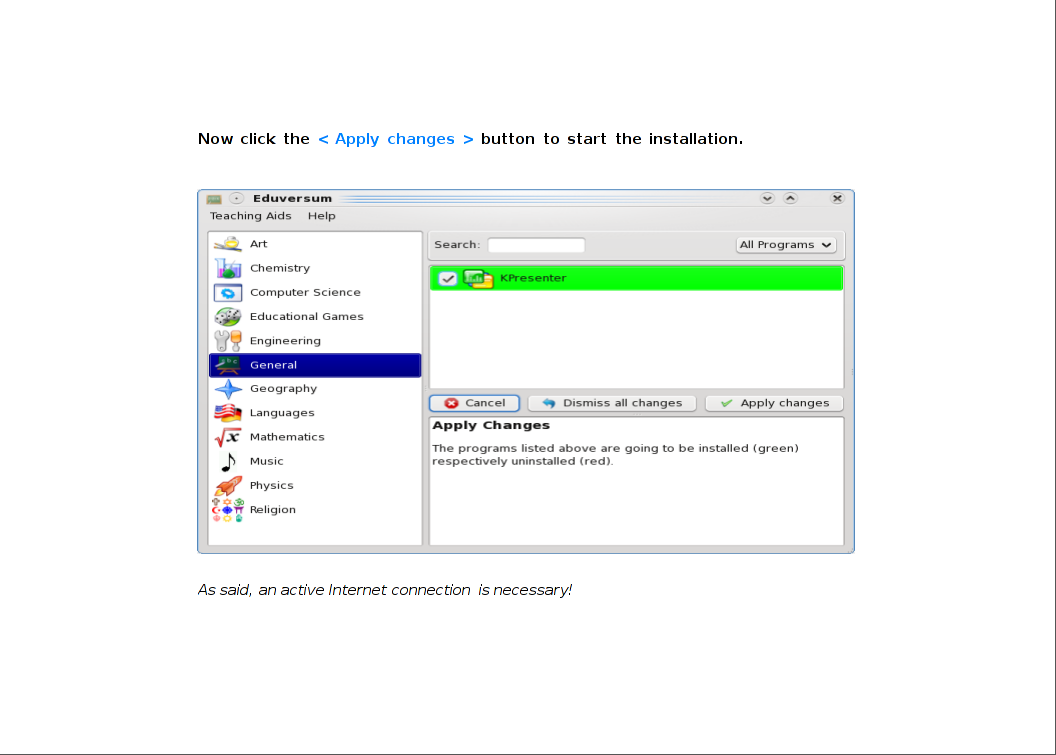 Now click the < Apply changes > button to start the installation.
Eduversum
Teaching Aids Help
Art
Chemistry
Computer Science
Educational Games
Engineering
General
Geography
Languages
Mathematics
Music
Physics
Religion
Search:
All Programs
KPresenter
Cancel
Dismiss all changes
Apply changes
Apply Changes
The programs listed above are going to be installed (green)
respectively uninstalled (red).
As said, an active Internet connection is necessary!